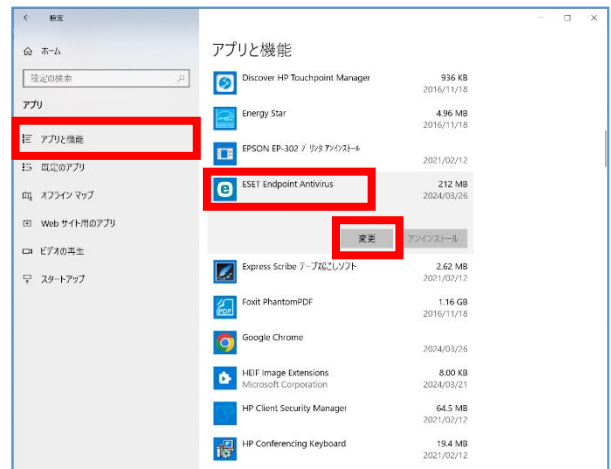 設定
ホーム
設定の検索
アプリ
アプリと機能
既定のアプリ
オフライン マップ
Web サイト用のアプリ
ビデオの再生
スタートアップ
アプリと機能
Discover HP Touchpoint Manager 936 KB
2016/11/18
Energy Star 4.96 MB
2016/11/18
EPSON EP-302 プリンタ アンインストール
2021/02/12
ESET Endpoint Antivirus 212 MB
2024/03/26
変更 アンインストール
Express Scribe テープ起こしソフト 2.62 MB
2021/02/12
Foxit PhantomPDF 1.16 GB
2016/11/18
Google Chrome
2024/03/26
HEIF Image Extensions 8.00 KB
Microsoft Corporation 2024/03/21
HP Client Security Manager 64.5 MB
2021/02/12
HP Conferencing Keyboard 19.4 MB
2021/02/12